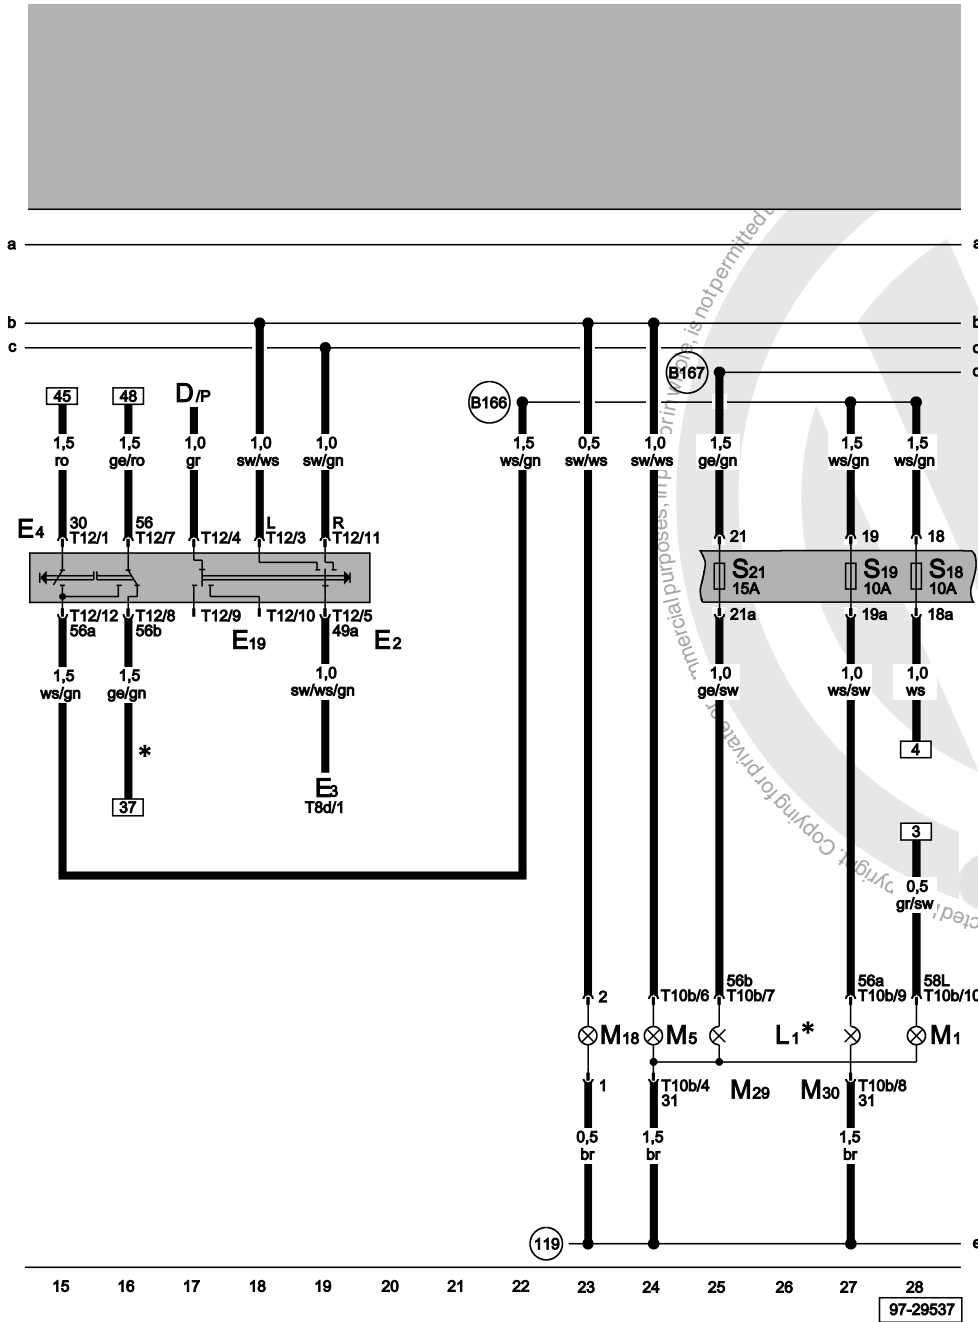 a
a
b
b
c
c
B167
d
45
48
D/P
B166
1,5
ro
1,5
ge/ro
1,0
gr
1,0
sw/ws
1,0
sw/gn
1,5
ws/gn
0,5
sw/ws
1,0
sw/ws
1,5
ge/gn
1,5
ws/gn
1,5
ws/gn
E4
30
T12/1
56
T12/7
T12/4
L
T12/3
R
T12/11
21
19
18
S21
15A
S19
10A
S18
10A
T12/12
56a
T12/8
56b
T12/9
T12/10
T12/5
49a
E19
E2
21a
19a
18a
1,5
ws/gn
1,5
ge/gn
1,0
sw/ws/gn
1,0
ge/sw
1,0
ws/sw
1,0
ws
*
37
E3
T8d/1
4
3
0,5
gr/sw
2
T10b/6
56b
T10b/7
56a
T10b/9
58L
T10b/10
M18
M5
L1*
M1
1
T10b/4
31
M29
M30
T10b/8
31
0,5
br
1,5
br
1,5
br
119
e
15 16 17 18 19 20 21 22 23 24 25 26 27 28
97-29537
is not permitted
Copying for private